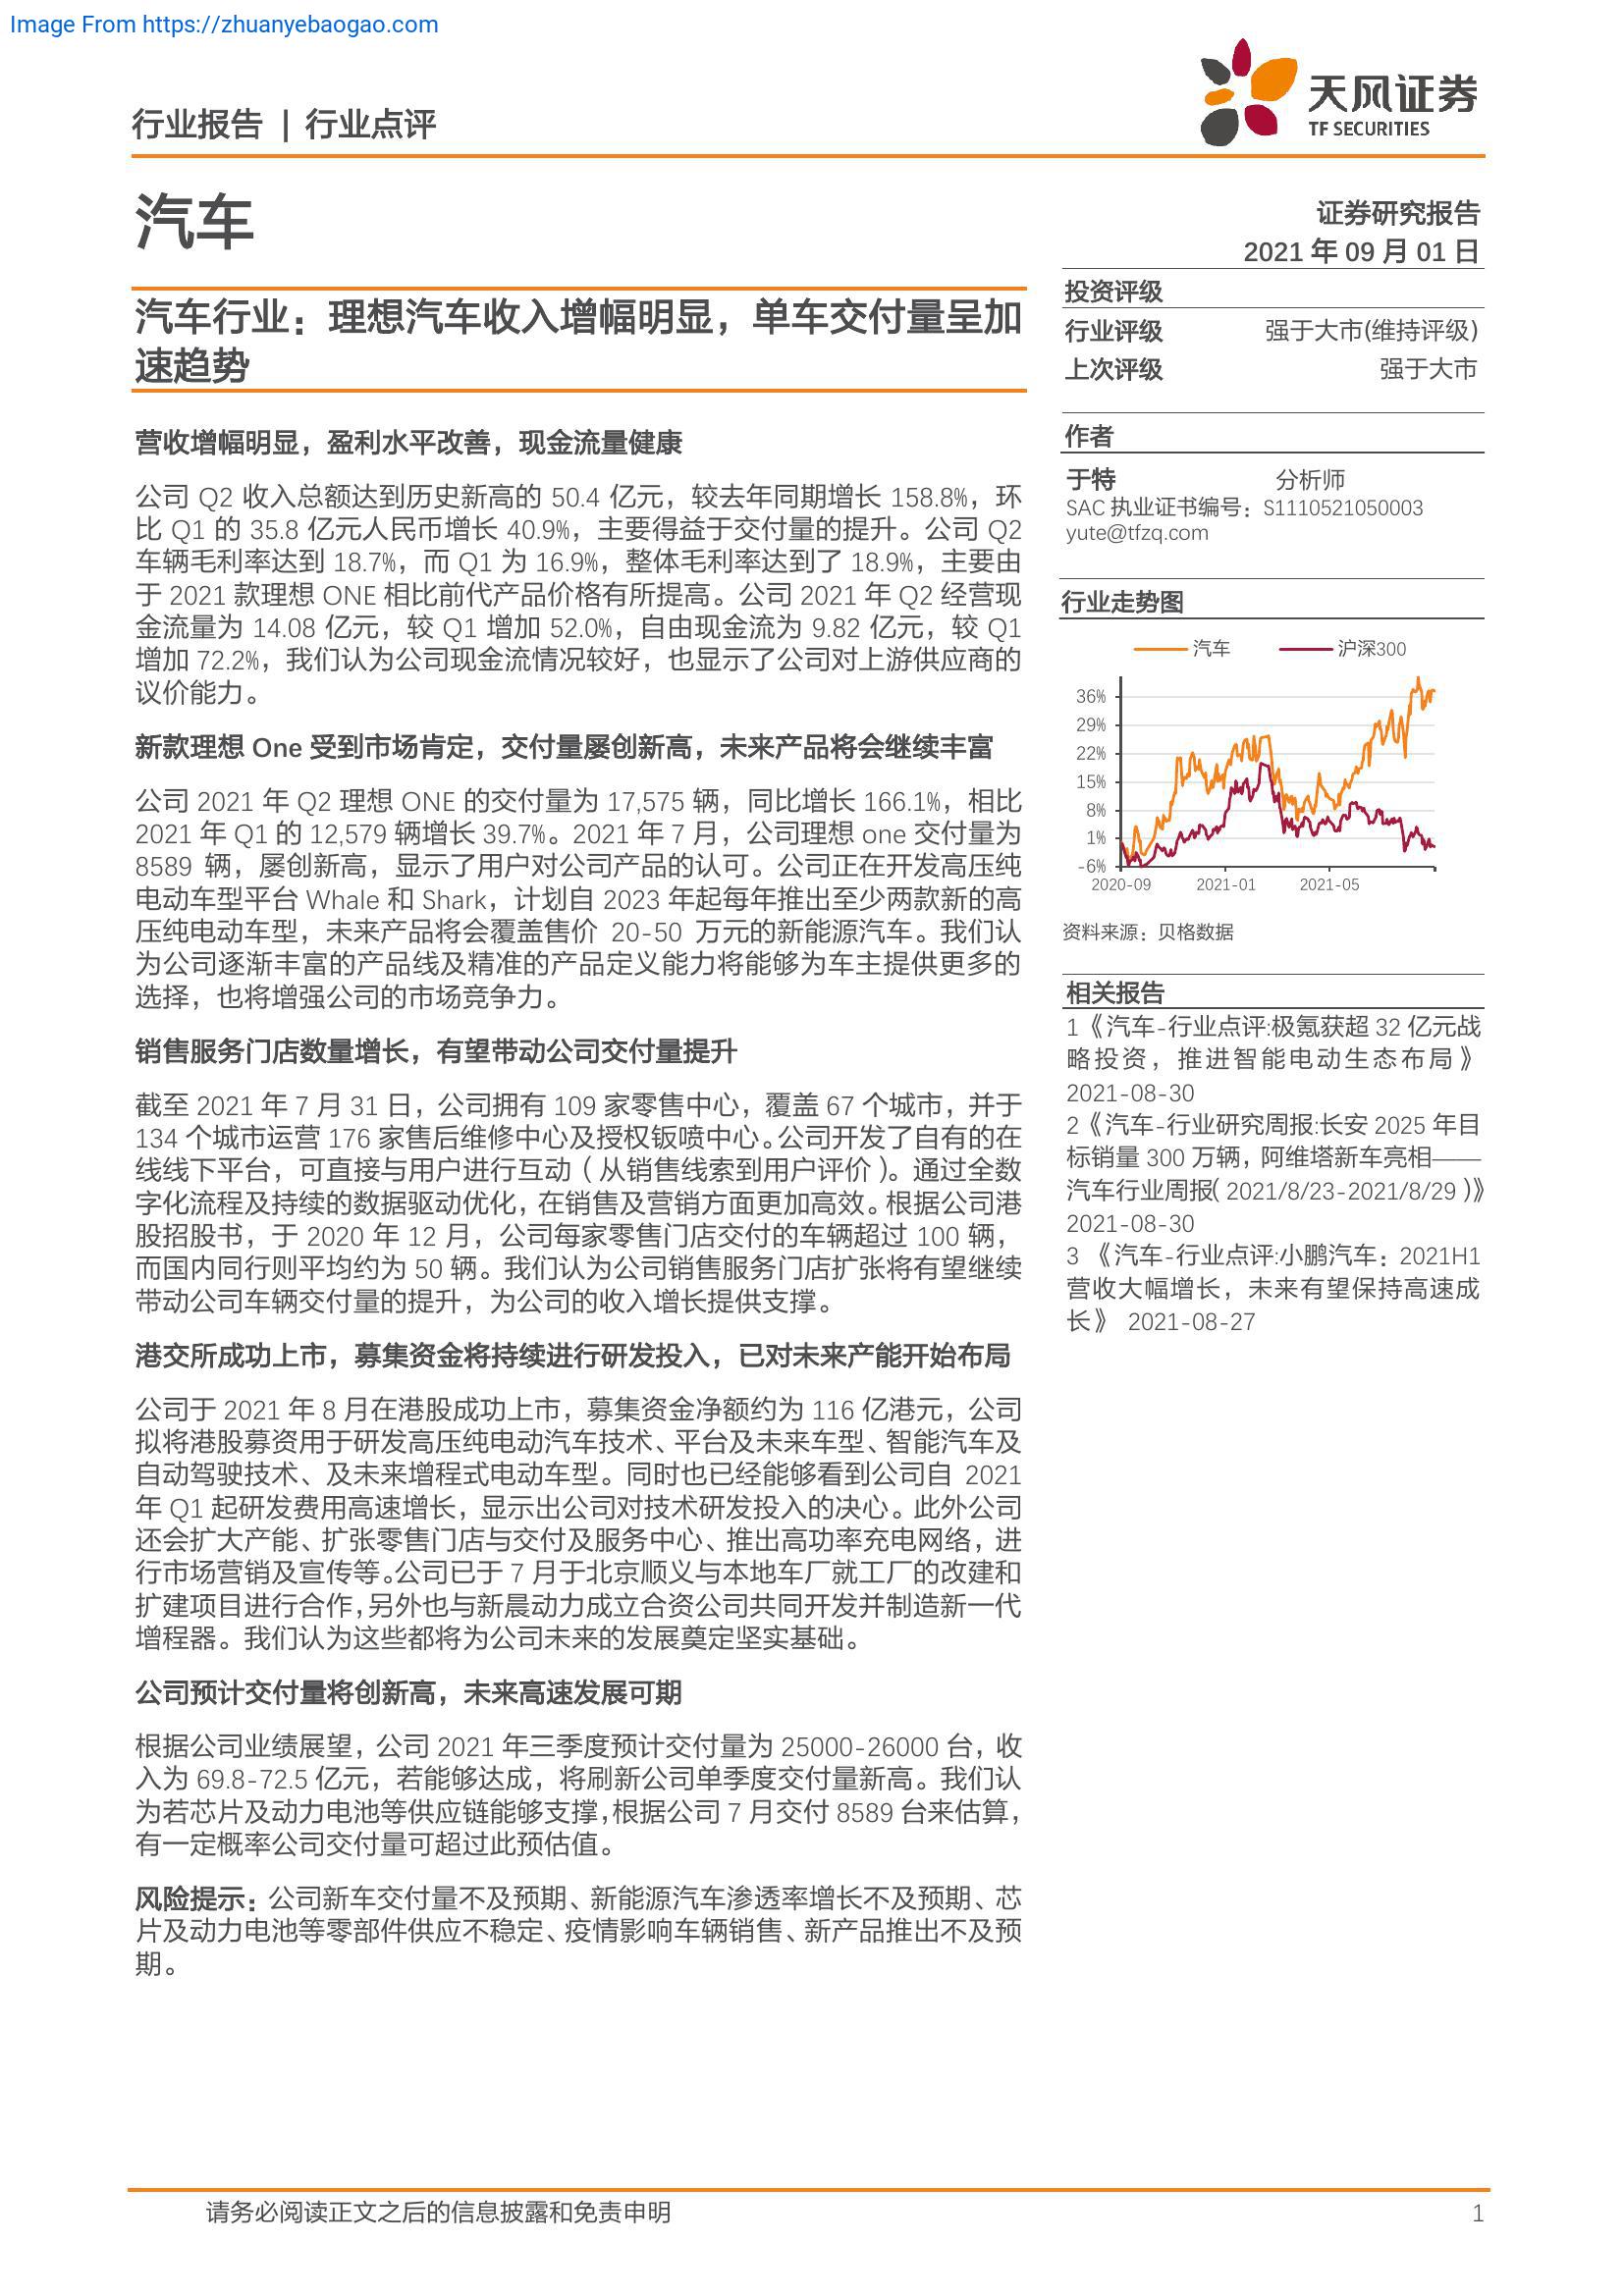 Image From https://zhuanyebaogao.com
行业报告 | 行业点评
天风证券
TF SECURITIES
汽车
证券研究报告
2021 年 09 月 01 日
汽车行业：理想汽车收入增幅明显，单车交付量呈加
速趋势
营收增幅明显，盈利水平改善，现金流量健康
公司 Q2 收入总额达到历史新高的 50.4 亿元，较去年同期增长 158.8%，环
比 Q1 的 35.8 亿元人民币增长 40.9%，主要得益于交付量的提升。公司 Q2
车辆毛利率达到 18.7%，而 Q1 为 16.9%，整体毛利率达到了 18.9%，主要由
于 2021 款理想 ONE 相比前代产品价格有所提高。公司 2021 年 Q2 经营现
金流量为 14.08 亿元，较 Q1 增加 52.0%，自由现金流为 9.82 亿元，较 Q1
增加 72.2%，我们认为公司现金流情况较好，也显示了公司对上游供应商的
议价能力。
新款理想 One 受到市场肯定，交付量屡创新高，未来产品将会继续丰富
公司 2021 年 Q2 理想 ONE 的交付量为 17,575 辆，同比增长 166.1%，相比
2021 年 Q1 的 12,579 辆增长 39.7%。2021 年 7 月，公司理想 one 交付量为
8589 辆，屡创新高，显示了用户对公司产品的认可。公司正在开发高压纯
电动车型平台 Whale 和 Shark，计划自 2023 年起每年推出至少两款新的高
压纯电动车型，未来产品将会覆盖售价 20-50 万元的新能源汽车。我们认
为公司逐渐丰富的产品线及精准的产品定义能力将能够为车主提供更多的
选择，也将增强公司的市场竞争力。
销售服务门店数量增长，有望带动公司交付量提升
截至 2021 年 7 月 31 日，公司拥有 109 家零售中心，覆盖 67 个城市，并于
134 个城市运营 176 家售后维修中心及授权钣喷中心。公司开发了自有的在
线线下平台，可直接与用户进行互动（从销售线索到用户评价）。通过全数
字化流程及持续的数据驱动优化，在销售及营销方面更加高效。根据公司港
股招股书，于 2020 年 12 月，公司每家零售门店交付的车辆超过 100 辆，
而国内同行则平均约为 50 辆。我们认为公司销售服务门店扩张将有望继续
带动公司车辆交付量的提升，为公司的收入增长提供支撑。
港交所成功上市，募集资金将持续进行研发投入，已对未来产能开始布局
公司于 2021 年 8 月在港股成功上市，募集资金净额约为 116 亿港元，公司
拟将港股募资用于研发高压纯电动汽车技术、平台及未来车型、智能汽车及
自动驾驶技术、及未来增程式电动车型。同时也已经能够看到公司自 2021
年 Q1 起研发费用高速增长，显示出公司对技术研发投入的决心。此外公司
还会扩大产能、扩张零售门店与交付及服务中心、推出高功率充电网络，进
行市场营销及宣传等。公司已于 7 月于北京顺义与本地车厂就工厂的改建和
扩建项目进行合作，另外也与新晨动力成立合资公司共同开发并制造新一代
增程器。我们认为这些都将为公司未来的发展奠定坚实基础。
公司预计交付量将创新高，未来高速发展可期
根据公司业绩展望，公司 2021 年三季度预计交付量为 25000-26000 台，收
入为 69.8-72.5 亿元，若能够达成，将刷新公司单季度交付量新高。我们认
为若芯片及动力电池等供应链能够支撑，根据公司 7 月交付 8589 台来估算，
有一定概率公司交付量可超过此预估值。
风险提示：公司新车交付量不及预期、新能源汽车渗透率增长不及预期、芯
片及动力电池等零部件供应不稳定、疫情影响车辆销售、新产品推出不及预
期。
投资评级
行业评级 强于大市(维持评级)
上次评级 强于大市
作者
于特 分析师
SAC 执业证书编号：S1110521050003
yute@tfzq.com
行业走势图
汽车 沪深300
36%
29%
22%
15%
8%
1%
-6%
2020-09 2021-01 2021-05
资料来源：贝格数据
相关报告
1《汽车-行业点评:极氪获超 32 亿元战
略投资，推进智能电动生态布局》
2021-08-30
2《汽车-行业研究周报:长安 2025 年目
标销量 300 万辆，阿维塔新车亮相——
汽车行业周报（2021/8/23-2021/8/29）》
2021-08-30
3 《汽车-行业点评:小鹏汽车：2021H1
营收大幅增长，未来有望保持高速成
长》 2021-08-27
请务必阅读正文之后的信息披露和免责申明 1